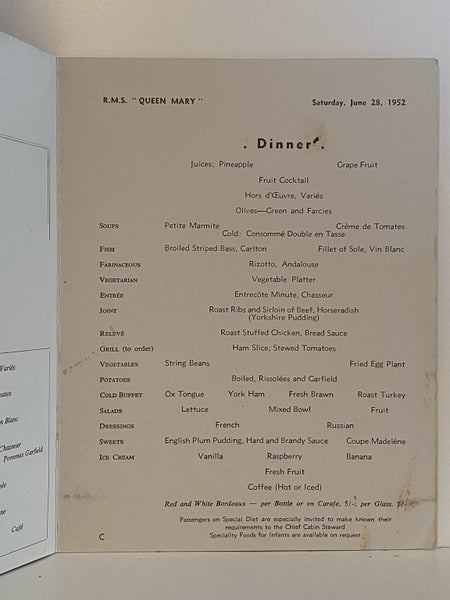 R.M.S. "QUEEN MARY" Saturday, June 28, 1952
. Dinner .
Juices: Pineapple Grape Fruit
Fruit Cocktail
Hors d'Œuvre, Variés
Olives—Green and Farcies
SOUPS Petite Marmite Crème de Tomates
Cold: Consommé Double en Tasse
FISH Broiled Striped Bass, Carlton Fillet of Sole, Vin Blanc
FARINACEOUS Rizotto, Andalouse
VEGETARIAN Vegetable Platter
ENTRÉE Entrecôte Minute, Chasseur
JOINT Roast Ribs and Sirloin of Beef, Horseradish
(Yorkshire Pudding)
RELEVÉ Roast Stuffed Chicken, Bread Sauce
GRILL (to order) Ham Slice, Stewed Tomatoes
VEGETABLES String Beans Fried Egg Plant
POTATOES Boiled, Rissolées and Garfield
COLD BUFFET Ox Tongue York Ham Fresh Brawn Roast Turkey
SALADS Lettuce Mixed Bowl Fruit
DRESSINGS French Russian
SWEETS English Plum Pudding, Hard and Brandy Sauce Coupe Madelène
ICE CREAM Vanilla Raspberry Banana
Fresh Fruit
Coffee (Hot or Iced)
Red and White Bordeaux — per Bottle or en Carafe, 5/-; per Glass,
Passengers on Special Diet are especially invited to make known their
requirements to the Chief Cabin Steward
C Speciality Foods for Infants are available on request
Variés
Blanc
Chasseur
Pommes Garfield
Café